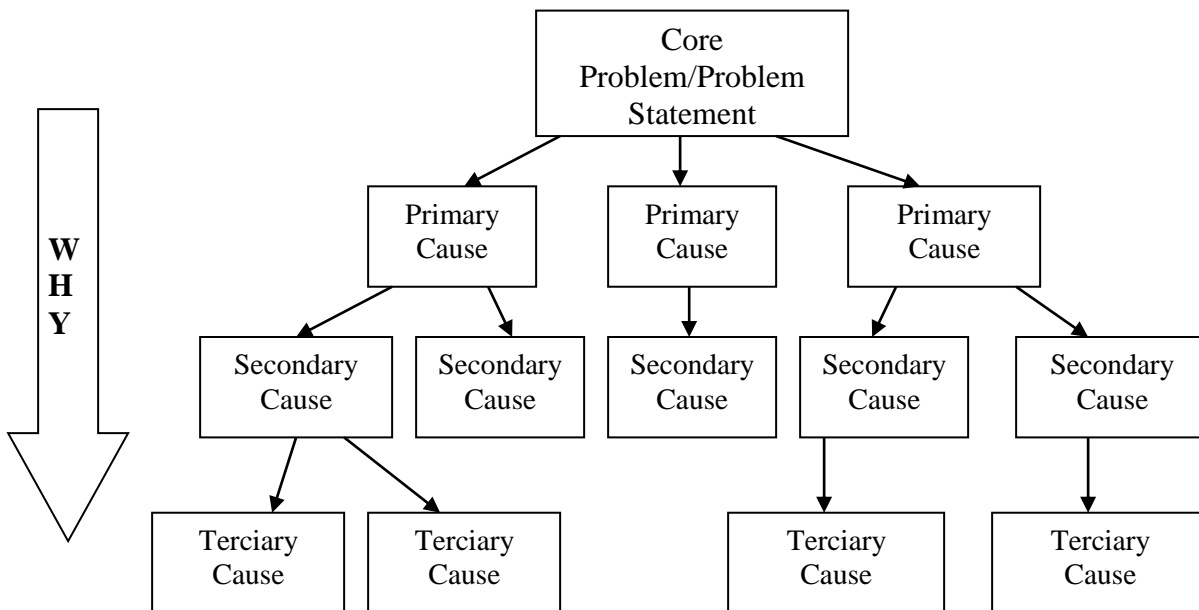 Core
Problem/Problem
Statement
Primary
Cause
Primary
Cause
Primary
Cause
W
H
Y
Secondary
Cause
Secondary
Cause
Secondary
Cause
Secondary
Cause
Secondary
Cause
Terciary
Cause
Terciary
Cause
Terciary
Cause
Terciary
Cause